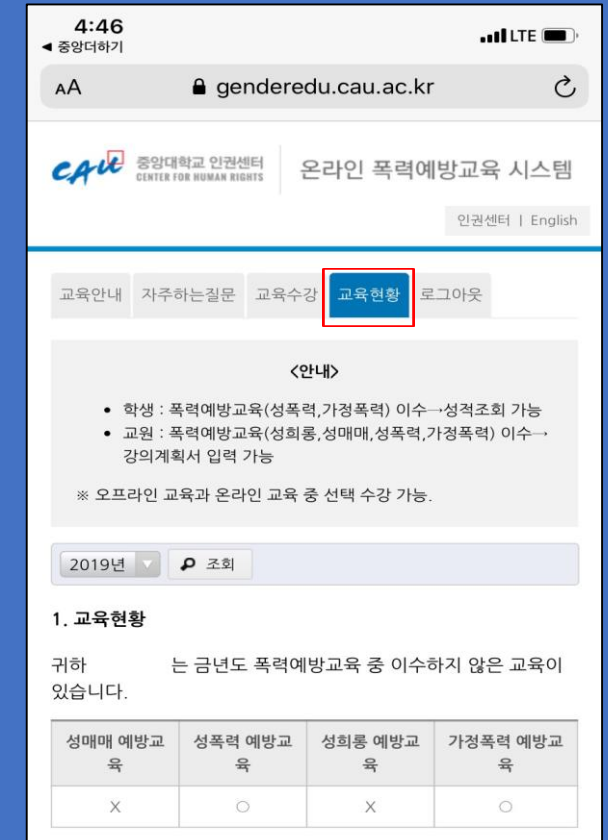 4:46
LTE
◀ 중앙더하기
AA genderedu.cau.ac.kr
CAU 중앙대학교 인권센터
CENTER FOR HUMAN RIGHTS
온라인 폭력예방교육 시스템
인권센터 | English
교육안내 자주하는질문 교육수강 교육현황 로그아웃
<안내>
• 학생 : 폭력예방교육(성폭력,가정폭력) 이수→성적조회 가능
• 교원 : 폭력예방교육(성희롱,성매매,성폭력,가정폭력) 이수→
강의계획서 입력 가능
※ 오프라인 교육과 온라인 교육 중 선택 수강 가능.
2019년 조회
1. 교육현황
귀하 는 금년도 폭력예방교육 중 이수하지 않은 교육이
있습니다.
성매매 예방교 성폭력 예방교 성희롱 예방교 가정폭력 예방교
육 육 육 육
X ○ X ○